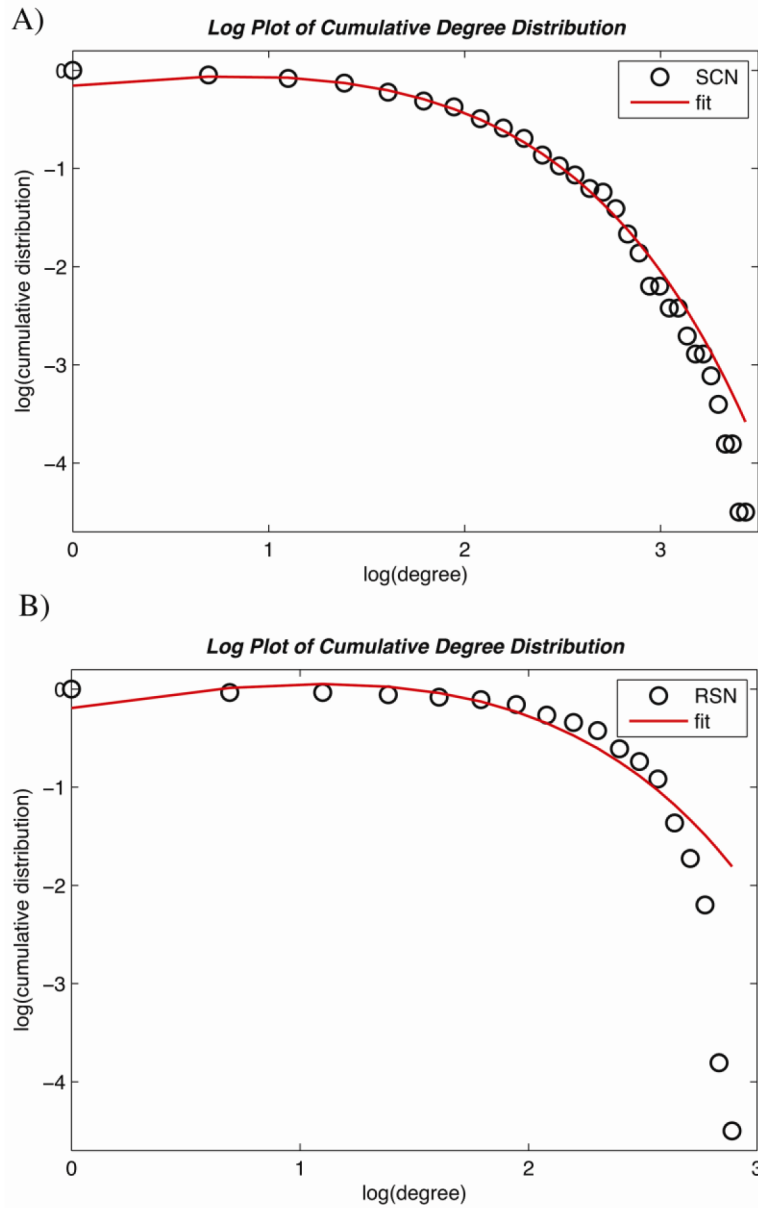 A)
Log Plot of Cumulative Degree Distribution
0
−1
−2
−3
−4
log(cumulative distribution)
SCN
fit
0
1
2
3
log(degree)
B)
Log Plot of Cumulative Degree Distribution
0
−1
−2
−3
−4
log(cumulative distribution)
RSN
fit
0
1
2
3
log(degree)